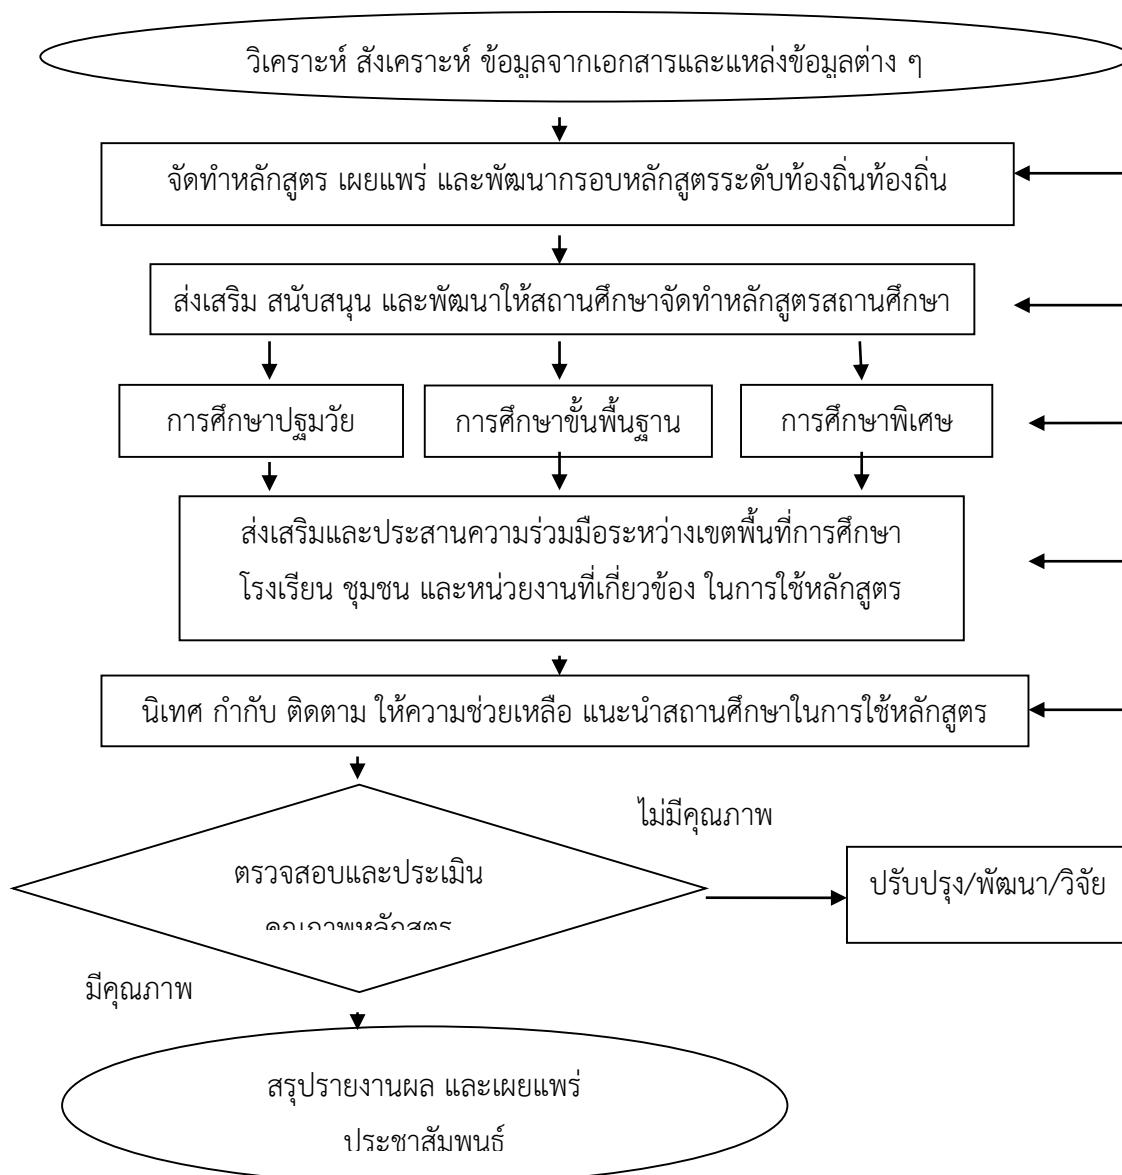 วิเคราะห์ สังเคราะห์ ข้อมูลจากเอกสารและแหล่งข้อมูลต่าง ๆ
จัดทำหลักสูตร เผยแพร่ และพัฒนากรอบหลักสูตรระดับท้องถิ่นท้องถิ่น
ส่งเสริม สนับสนุน และพัฒนาให้สถานศึกษาจัดทำหลักสูตรสถานศึกษา
การศึกษาปฐมวัย
การศึกษาขั้นพื้นฐาน
การศึกษาพิเศษ
ส่งเสริมและประสานความร่วมมือระหว่างเขตพื้นที่การศึกษา
โรงเรียน ชุมชน และหน่วยงานที่เกี่ยวข้อง ในการใช้หลักสูตร
นิเทศ กำกับ ติดตาม ให้ความช่วยเหลือ แนะนำสถานศึกษาในการใช้หลักสูตร
ไม่มีคุณภาพ
ตรวจสอบและประเมิน
คุณภาพหลักสูตร
ปรับปรุง/พัฒนา/วิจัย
มีคุณภาพ
สรุปรายงานผล และเผยแพร่
ประชาสัมพันธ์